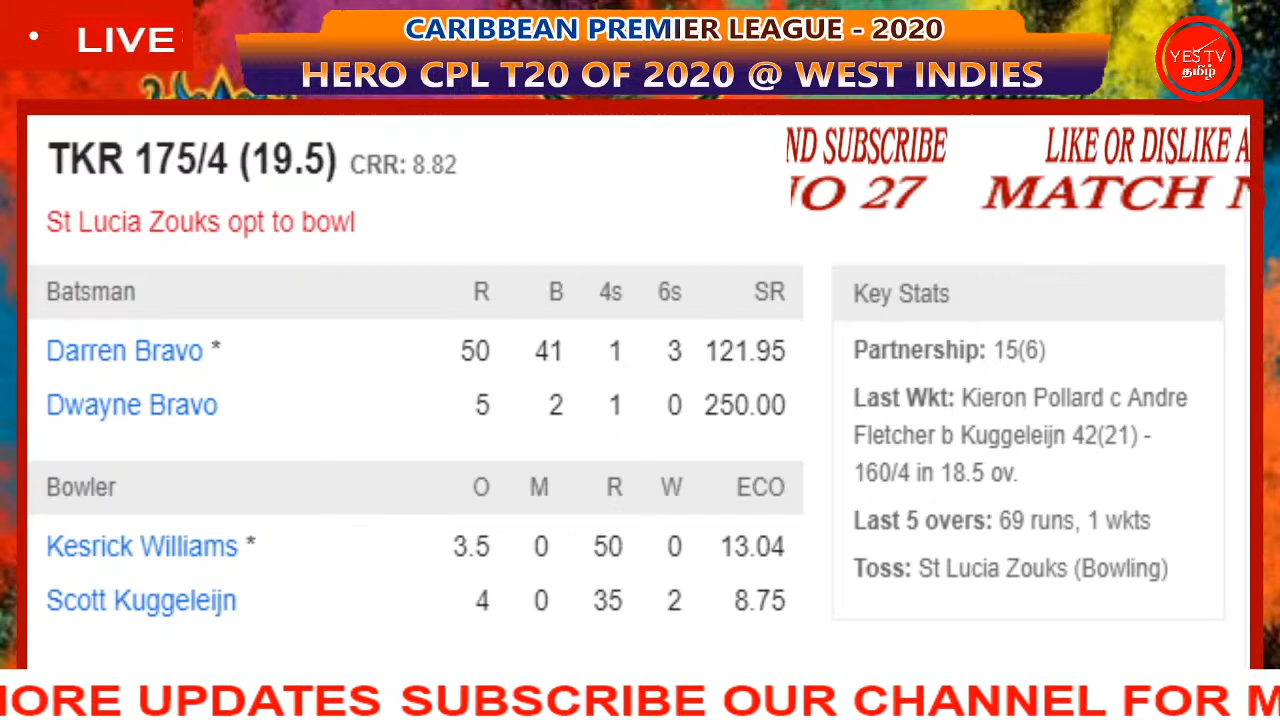 LIVE
CARIBBEAN PREMIER LEAGUE - 2020
HERO CPL T20 OF 2020 @ WEST INDIES
YES TV
தமிழ்
TKR 175/4 (19.5) CRR: 8.82
ND SUBSCRIBE LIKE OR DISLIKE A
NO 27 MATCH N
St Lucia Zouks opt to bowl
Batsman R B 4s 6s SR
Darren Bravo * 50 41 1 3 121.95
Dwayne Bravo 5 2 1 0 250.00
Bowler O M R W ECO
Kesrick Williams * 3.5 0 50 0 13.04
Scott Kuggeleijn 4 0 35 2 8.75
Key Stats
Partnership: 15(6)
Last Wkt: Kieron Pollard c Andre
Fletcher b Kuggeleijn 42(21) -
160/4 in 18.5 ov.
Last 5 overs: 69 runs, 1 wkts
Toss: St Lucia Zouks (Bowling)
MORE UPDATES SUBSCRIBE OUR CHANNEL FOR M